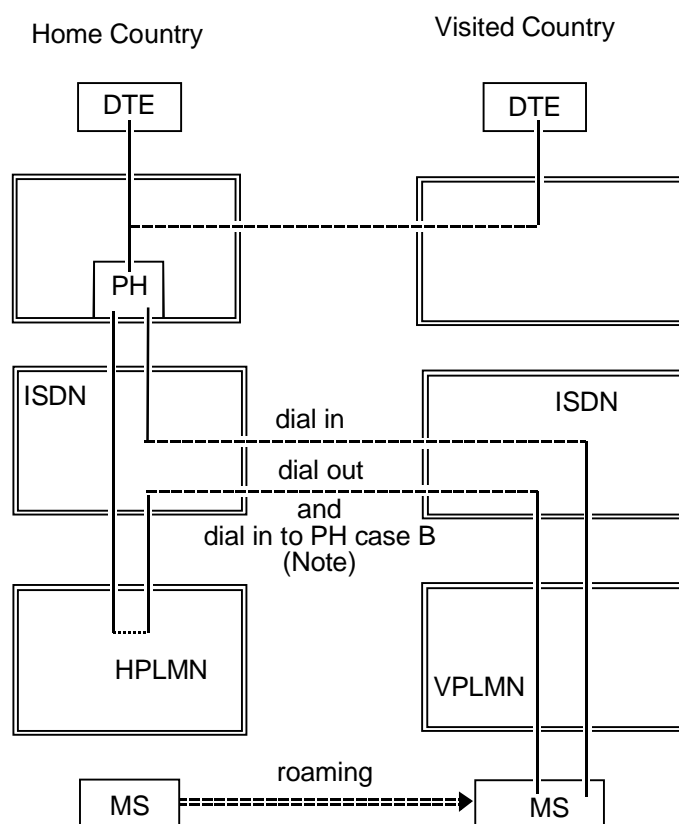 Home Country
Visited Country
DTE
DTE
PH
ISDN
ISDN
dial in
dial out
and
dial in to PH case B
(Note)
HPLMN
VPLMN
roaming
MS
MS